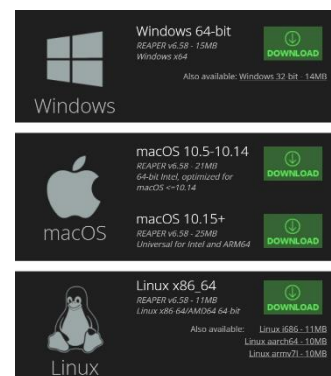 Windows 64-bit
REAPER v6.58 - 15MB
Windows x64
DOWNLOAD
Also available: Windows 32-bit - 14MB
Windows
macOS 10.5-10.14
REAPER v6.58 - 21MB
64-bit Intel, optimized for
macOS <=10.14
DOWNLOAD
macOS 10.15+
REAPER v6.58 - 25MB
Universal for Intel and ARM64
DOWNLOAD
macOS
Linux x86_64
REAPER v6.58 - 11MB
Linux x86-64/AMD64 64-bit
DOWNLOAD
Also available: Linux i686 - 11MB
Linux aarch64 - 10MB
Linux armv7l - 10MB
Linux